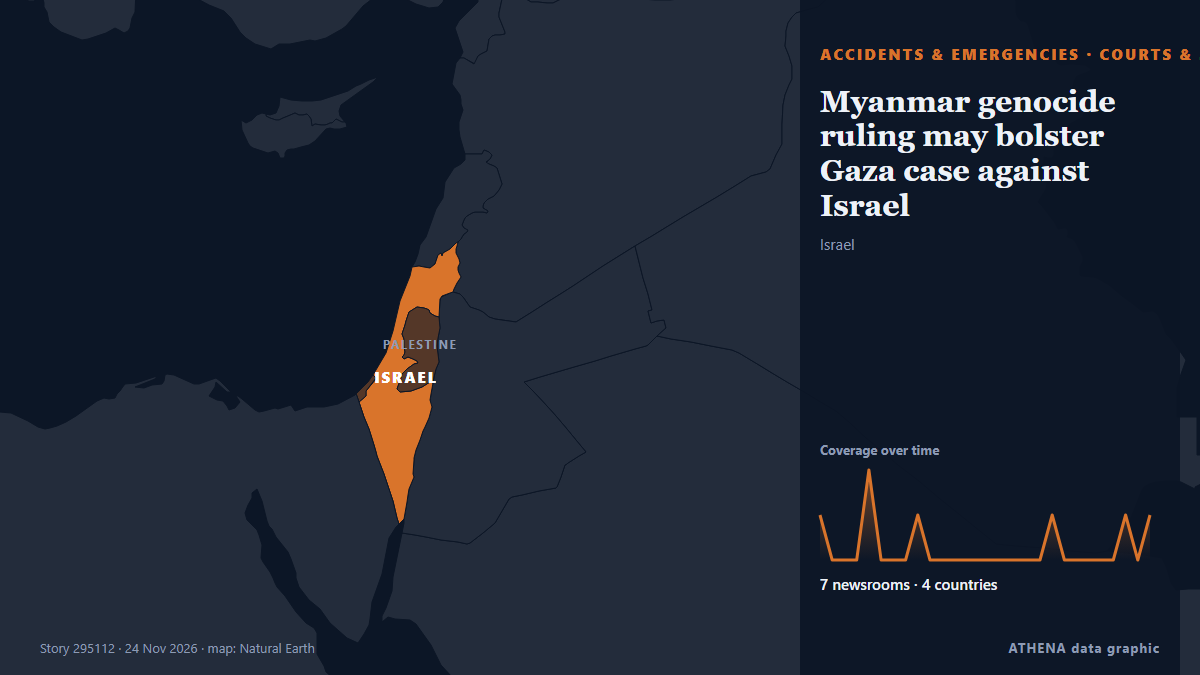 ACCIDENTS & EMERGENCIES · COURTS &
Myanmar genocide
ruling may bolster
Gaza case against
Israel
Israel
PALESTINE
ISRAEL
Coverage over time
7 newsrooms · 4 countries
Story 295112 · 24 Nov 2026 · map: Natural Earth
ATHENA data graphic